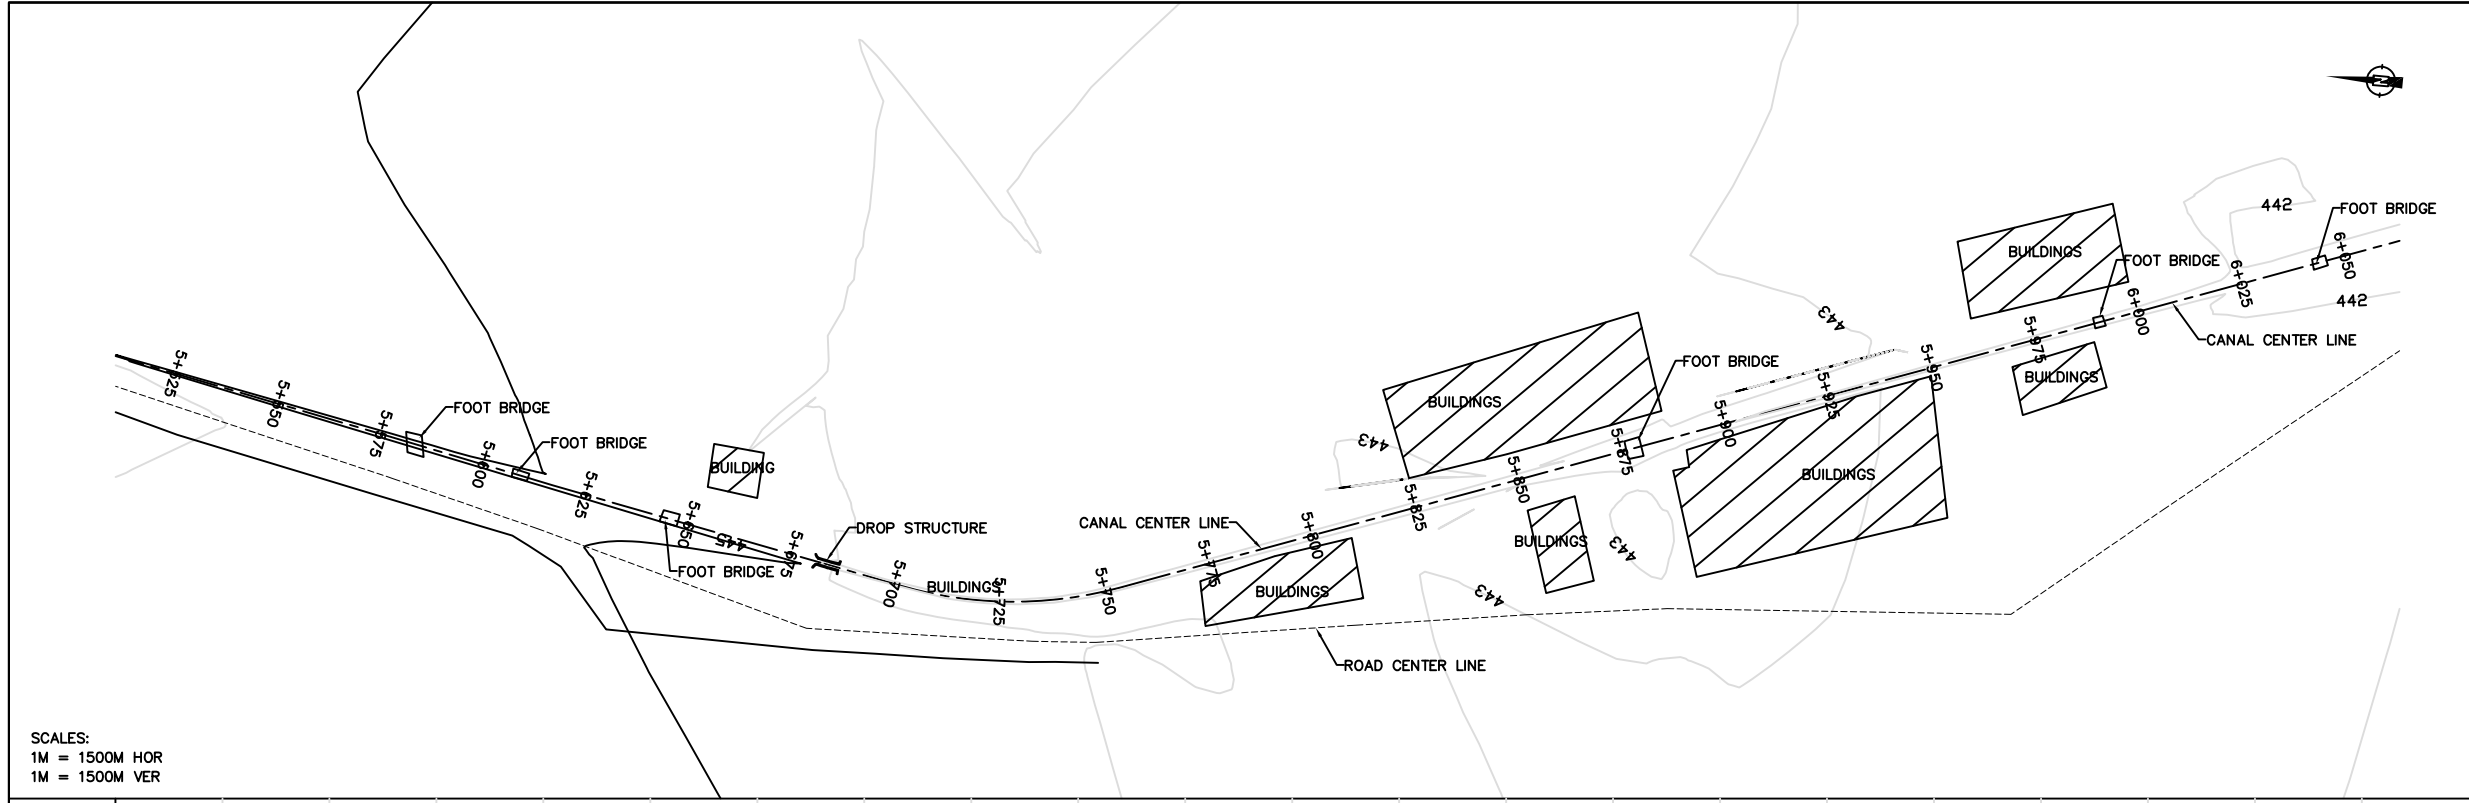 N
442
FOOT BRIDGE
BUILDINGS
FOOT BRIDGE
6+050
6+025
442
6+000
CANAL CENTER LINE
443
5+975
BUILDINGS
5+950
FOOT BRIDGE
5+925
BUILDINGS
5+900
443
5+875
BUILDINGS
5+850
5+825
5+525
5+550
FOOT BRIDGE
5+575
FOOT BRIDGE
5+600
BUILDING
5+625
5+650
445
FOOT BRIDGE
5+675
DROP STRUCTURE
5+700
BUILDINGS
5+725
5+750
CANAL CENTER LINE
5+775
5+800
BUILDINGS
BUILDINGS
443
443
ROAD CENTER LINE
SCALES:
1M = 1500M HOR
1M = 1500M VER